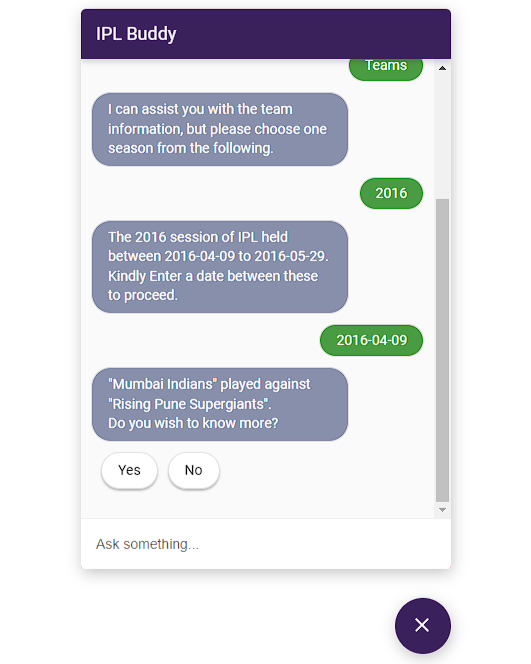 IPL Buddy
Teams
I can assist you with the team
information, but please choose one
season from the following.
2016
The 2016 session of IPL held
between 2016-04-09 to 2016-05-29.
Kindly Enter a date between these
to proceed.
2016-04-09
"Mumbai Indians" played against
"Rising Pune Supergiants".
Do you wish to know more?
Yes No
Ask something...